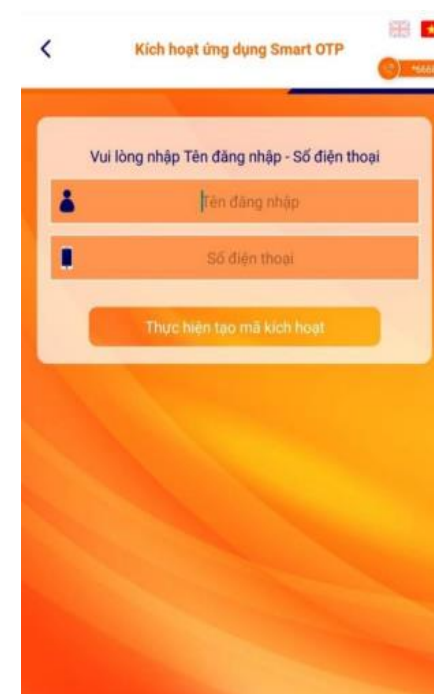 Kích hoạt ứng dụng Smart OTP
Vui lòng nhập Tên đăng nhập - Số điện thoại
Tên đăng nhập
Số điện thoại
Thực hiện tạo mã kích hoạt